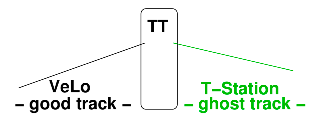 TT
VeLo
– good track –
T–Station
– ghost track –